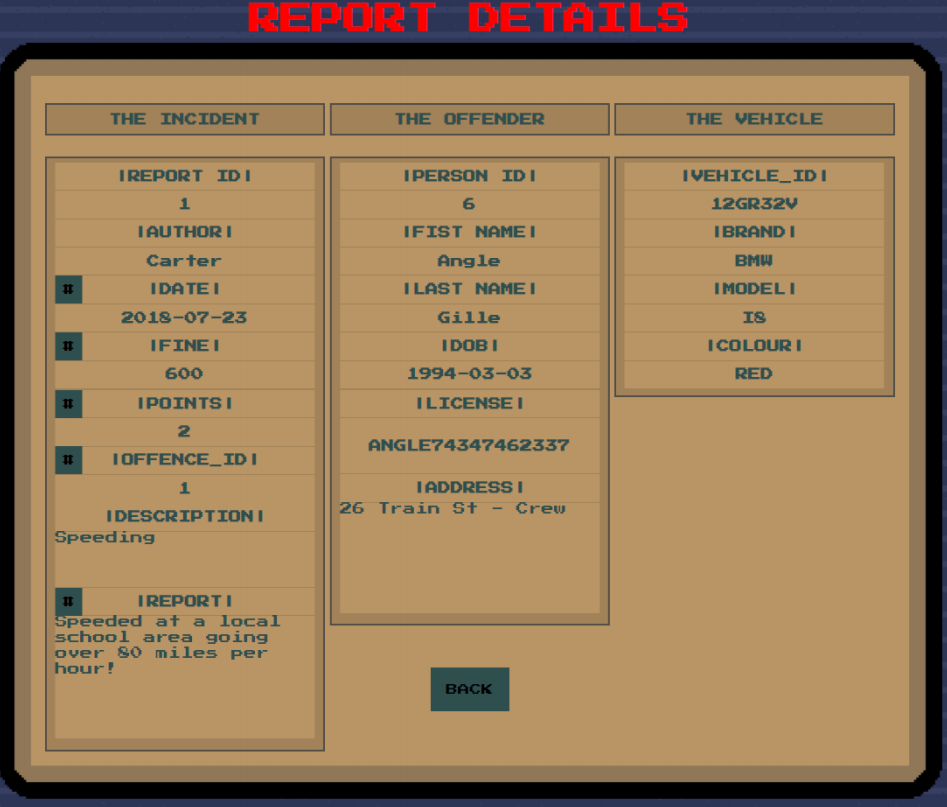 REPORT DETAILS
THE INCIDENT
|REPORT ID|
1
|AUTHOR|
Carter
# |DATE|
2018-07-23
# |FINE|
600
# |POINTS|
2
# |OFFENCE_ID|
1
|DESCRIPTION|
Speeding
# |REPORT|
Speeded at a local
school area going
over 80 miles per
hour!
THE OFFENDER
|PERSON ID|
6
|FIST NAME|
Angle
|LAST NAME|
Gille
|DOB|
1994-03-03
|LICENSE|
ANGLE74347462337
|ADDRESS|
26 Train St - Crew
THE VEHICLE
|VEHICLE_ID|
12GR32V
|BRAND|
BMW
|MODEL|
I8
|COLOUR|
RED
BACK